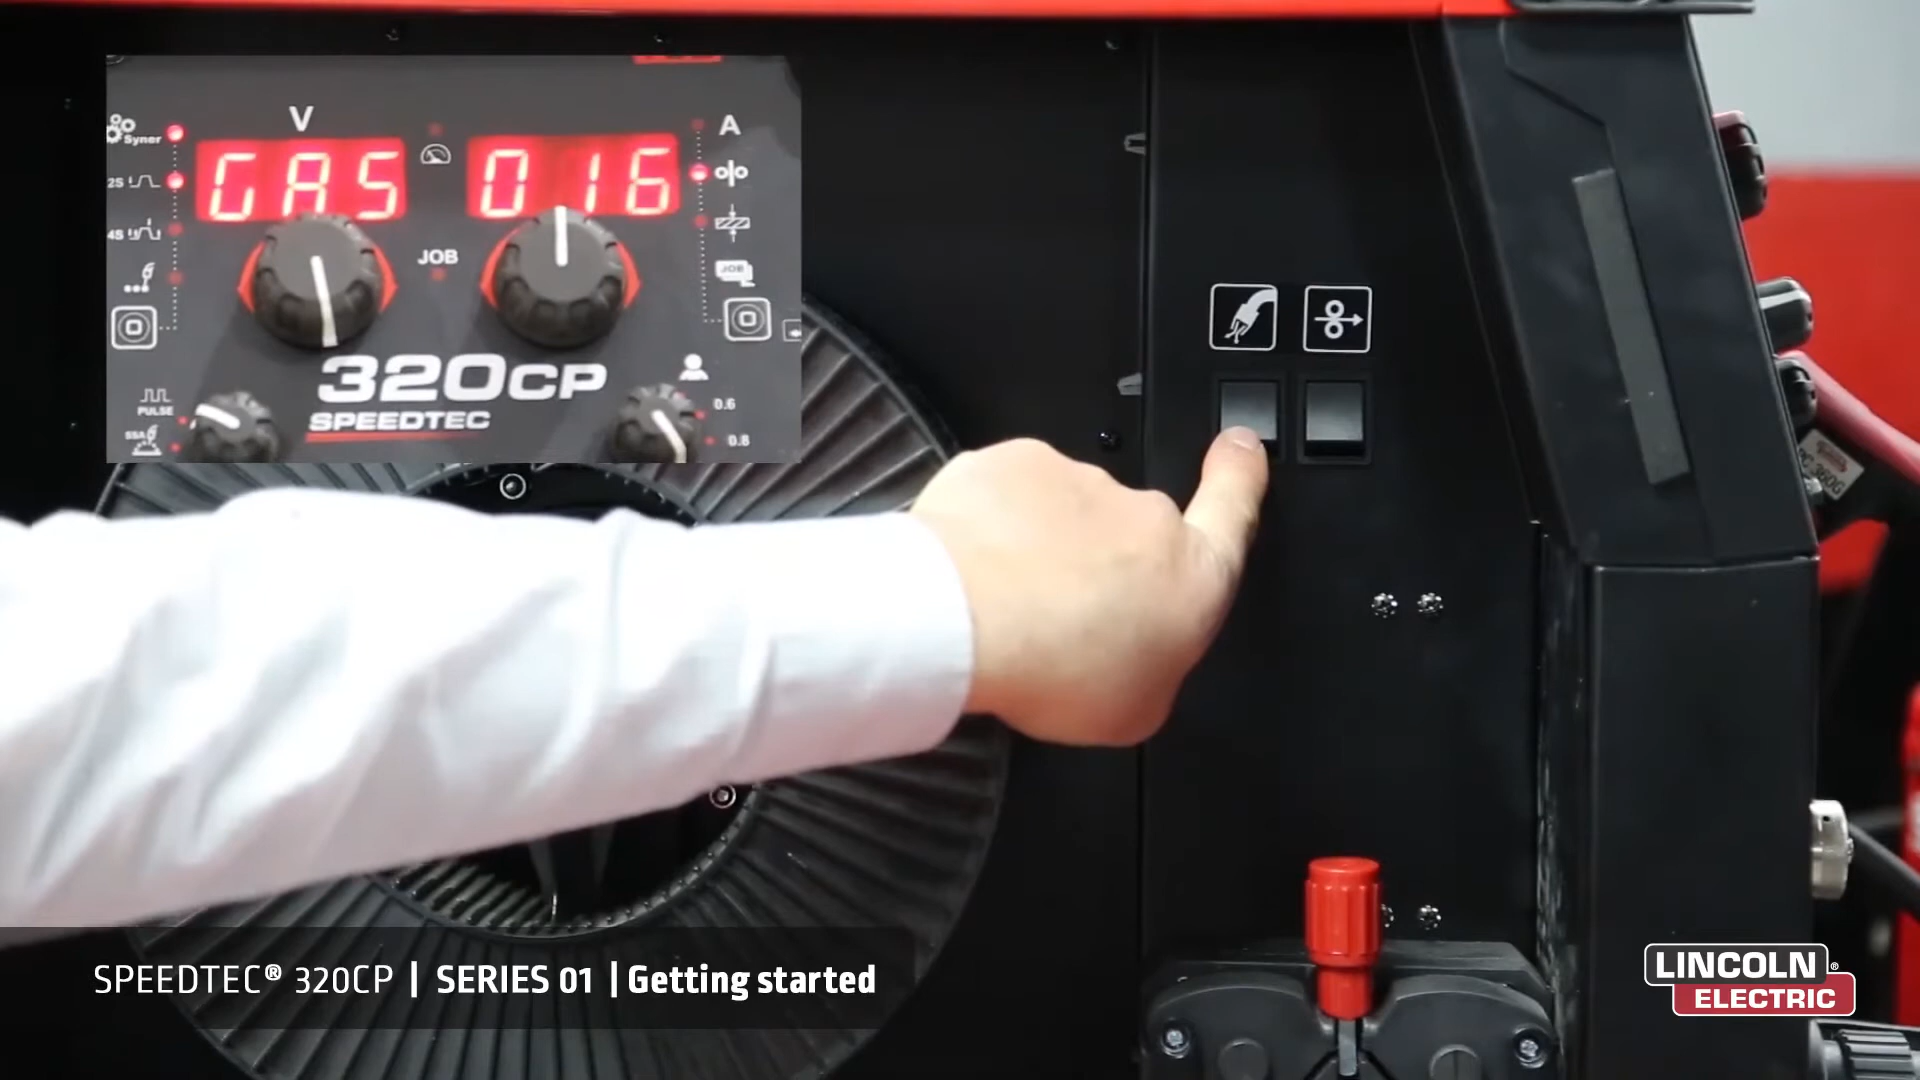 V
A
Syner
GAS
016
2S
4S
JOB
JOB
320CP
SPEEDTEC
PULSE
SSA
0.6
0.8
SPEEDTEC® 320CP | SERIES 01 | Getting started
LINCOLN ®
ELECTRIC